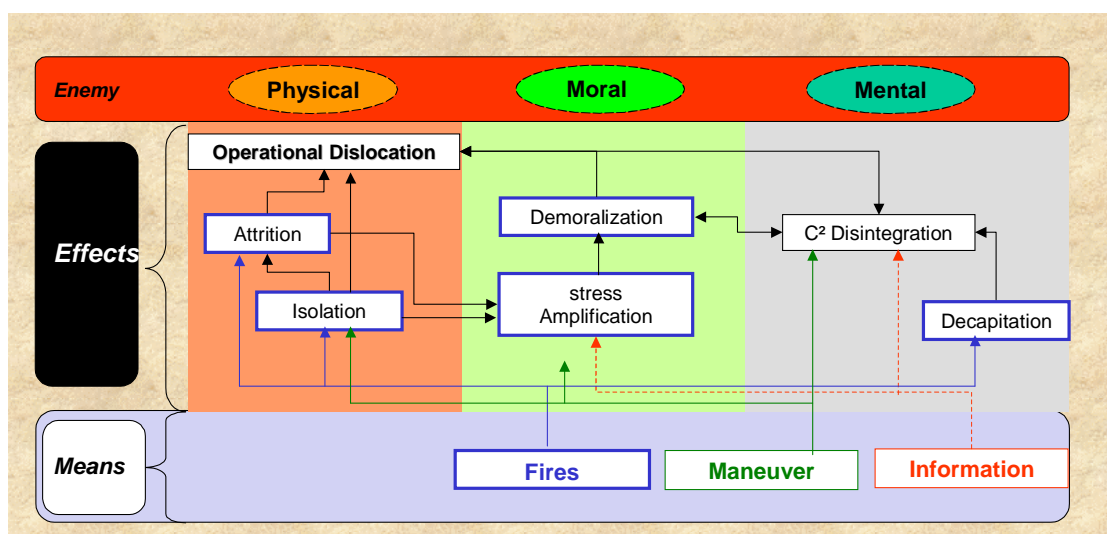 Enemy
Physical
Moral
Mental
Operational Dislocation
Effects
Attrition
Demoralization
C² Disintegration
Isolation
stress
Amplification
Decapitation
Means
Fires
Maneuver
Information